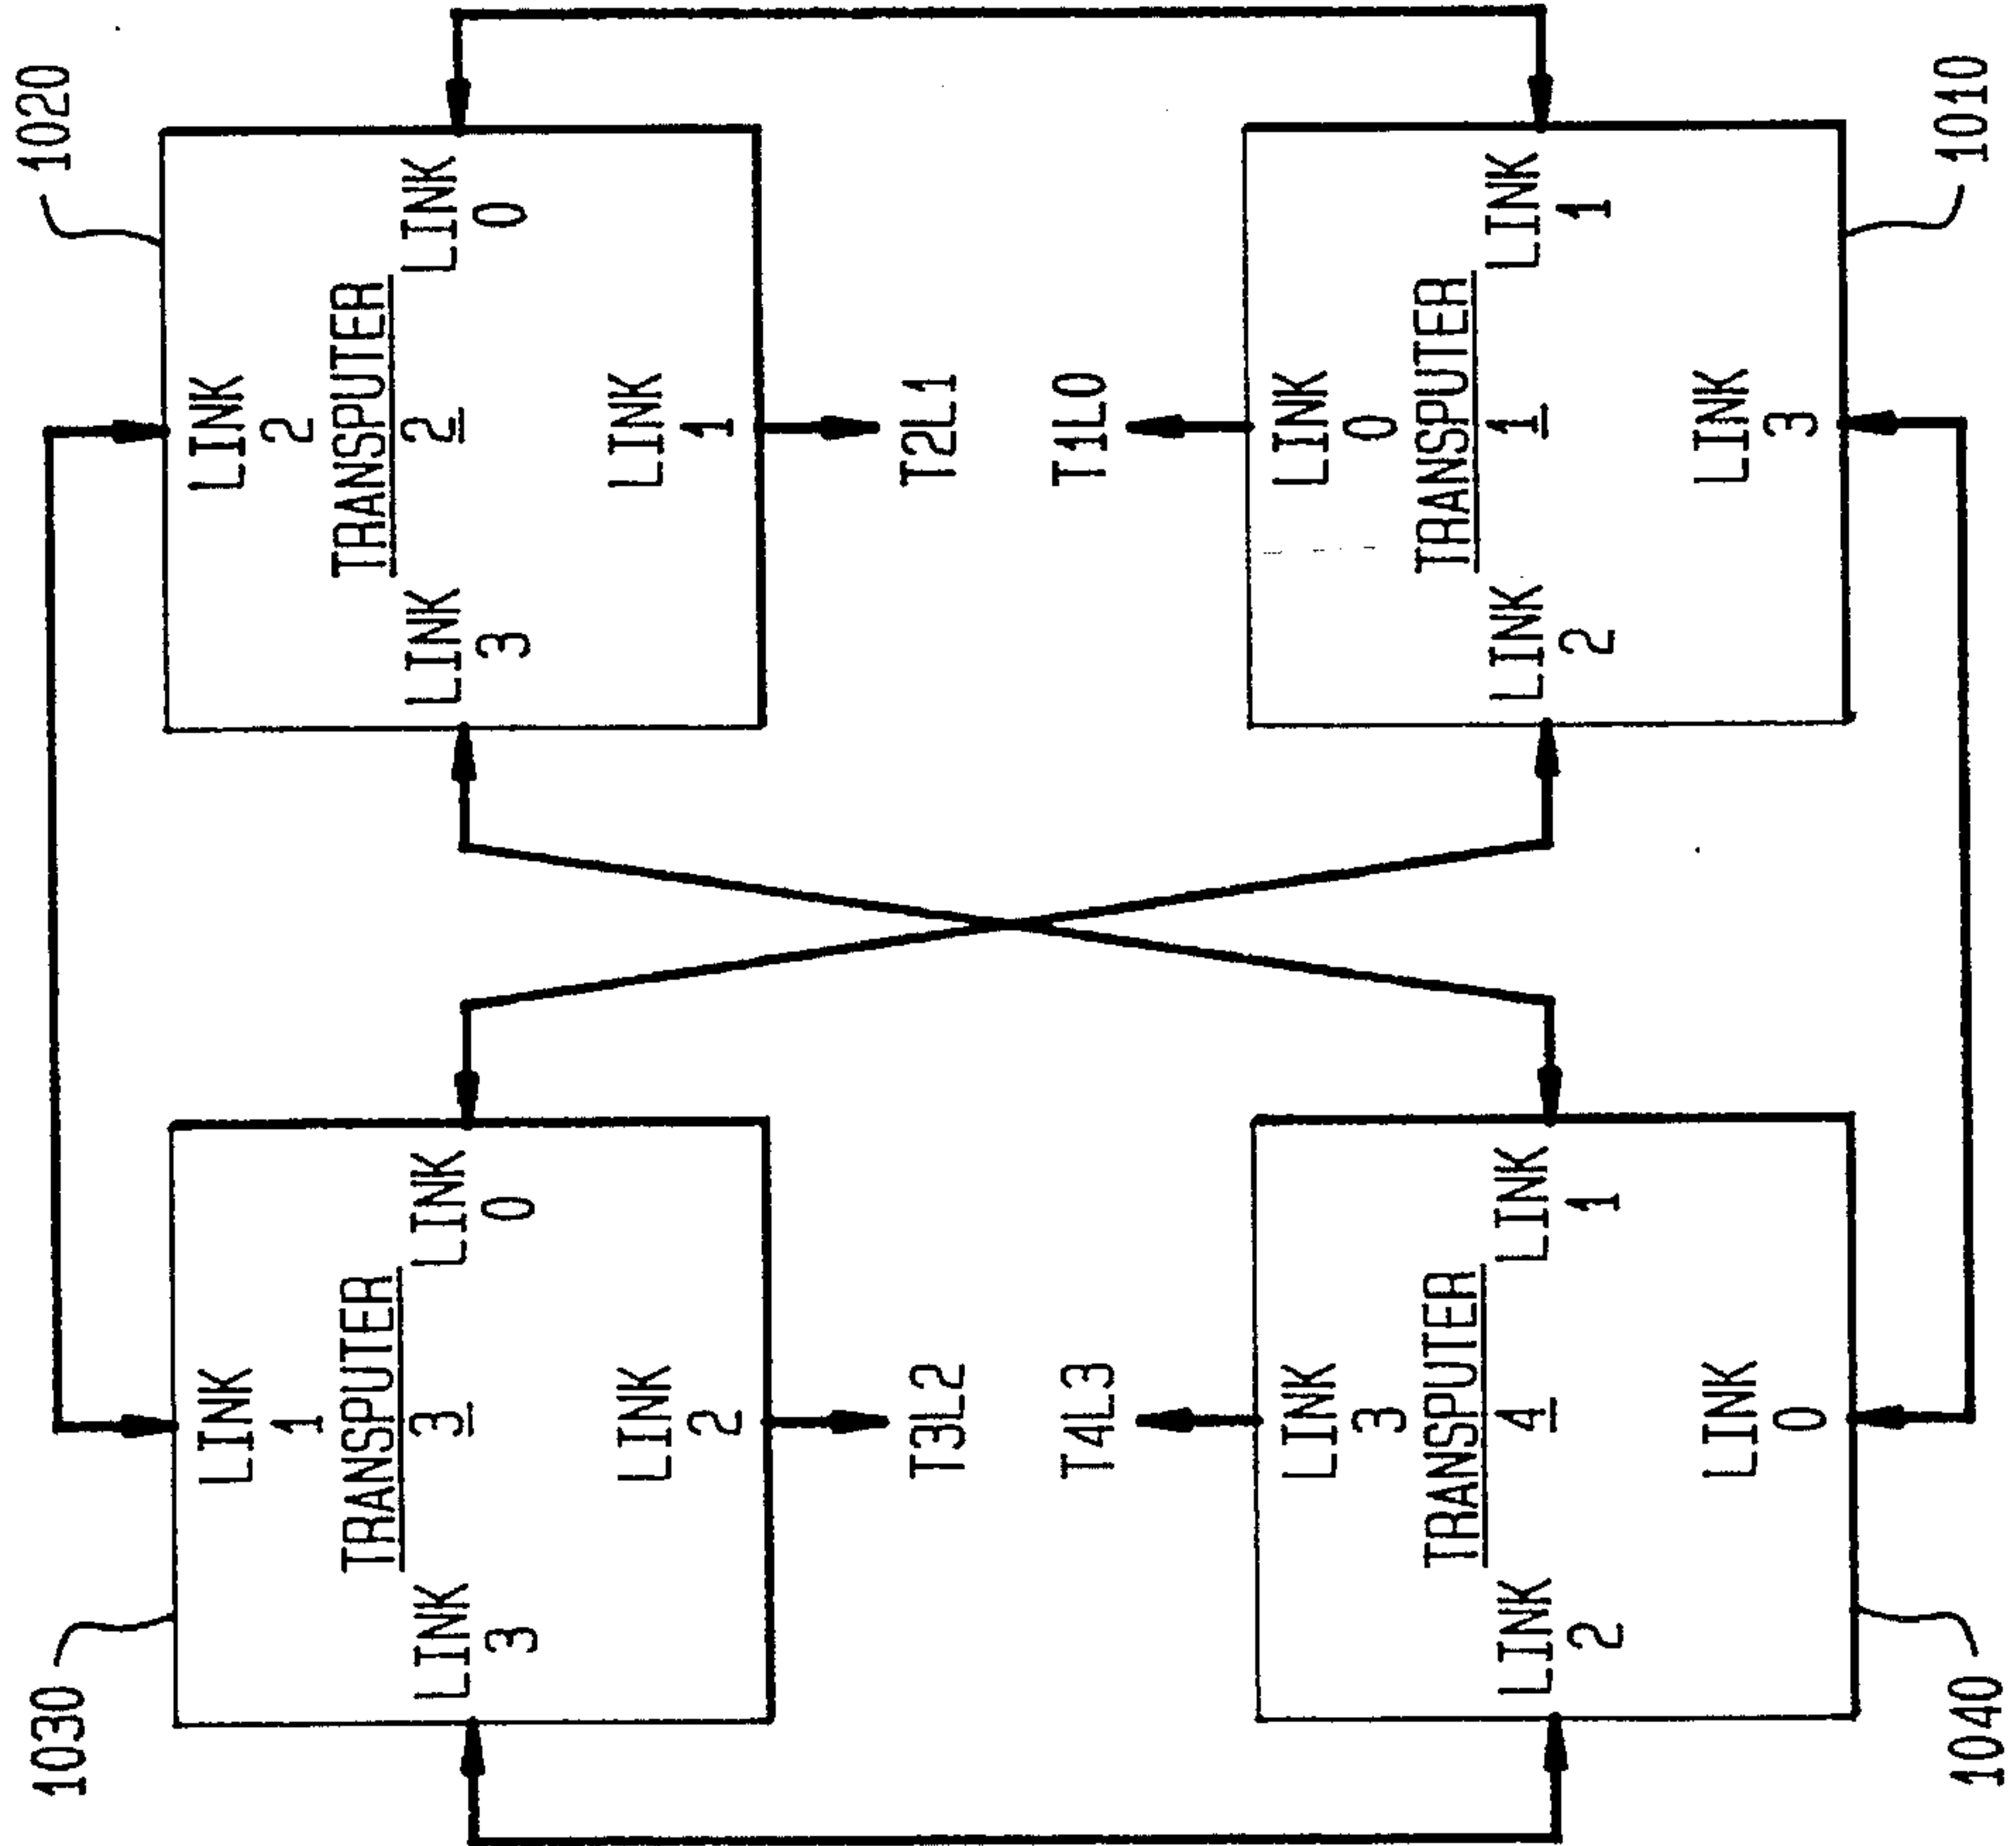 1030
LINK
1
TRANSPUTER
3
LINK
3
LINK
0
LINK
2
T3L2
1020
LINK
2
TRANSPUTER
2
LINK
3
LINK
0
LINK
1
T2L1
T4L3
LINK
3
TRANSPUTER
4
LINK
2
LINK
1
LINK
0
1040
T1L0
LINK
0
TRANSPUTER
1
LINK
2
LINK
1
LINK
3
1010